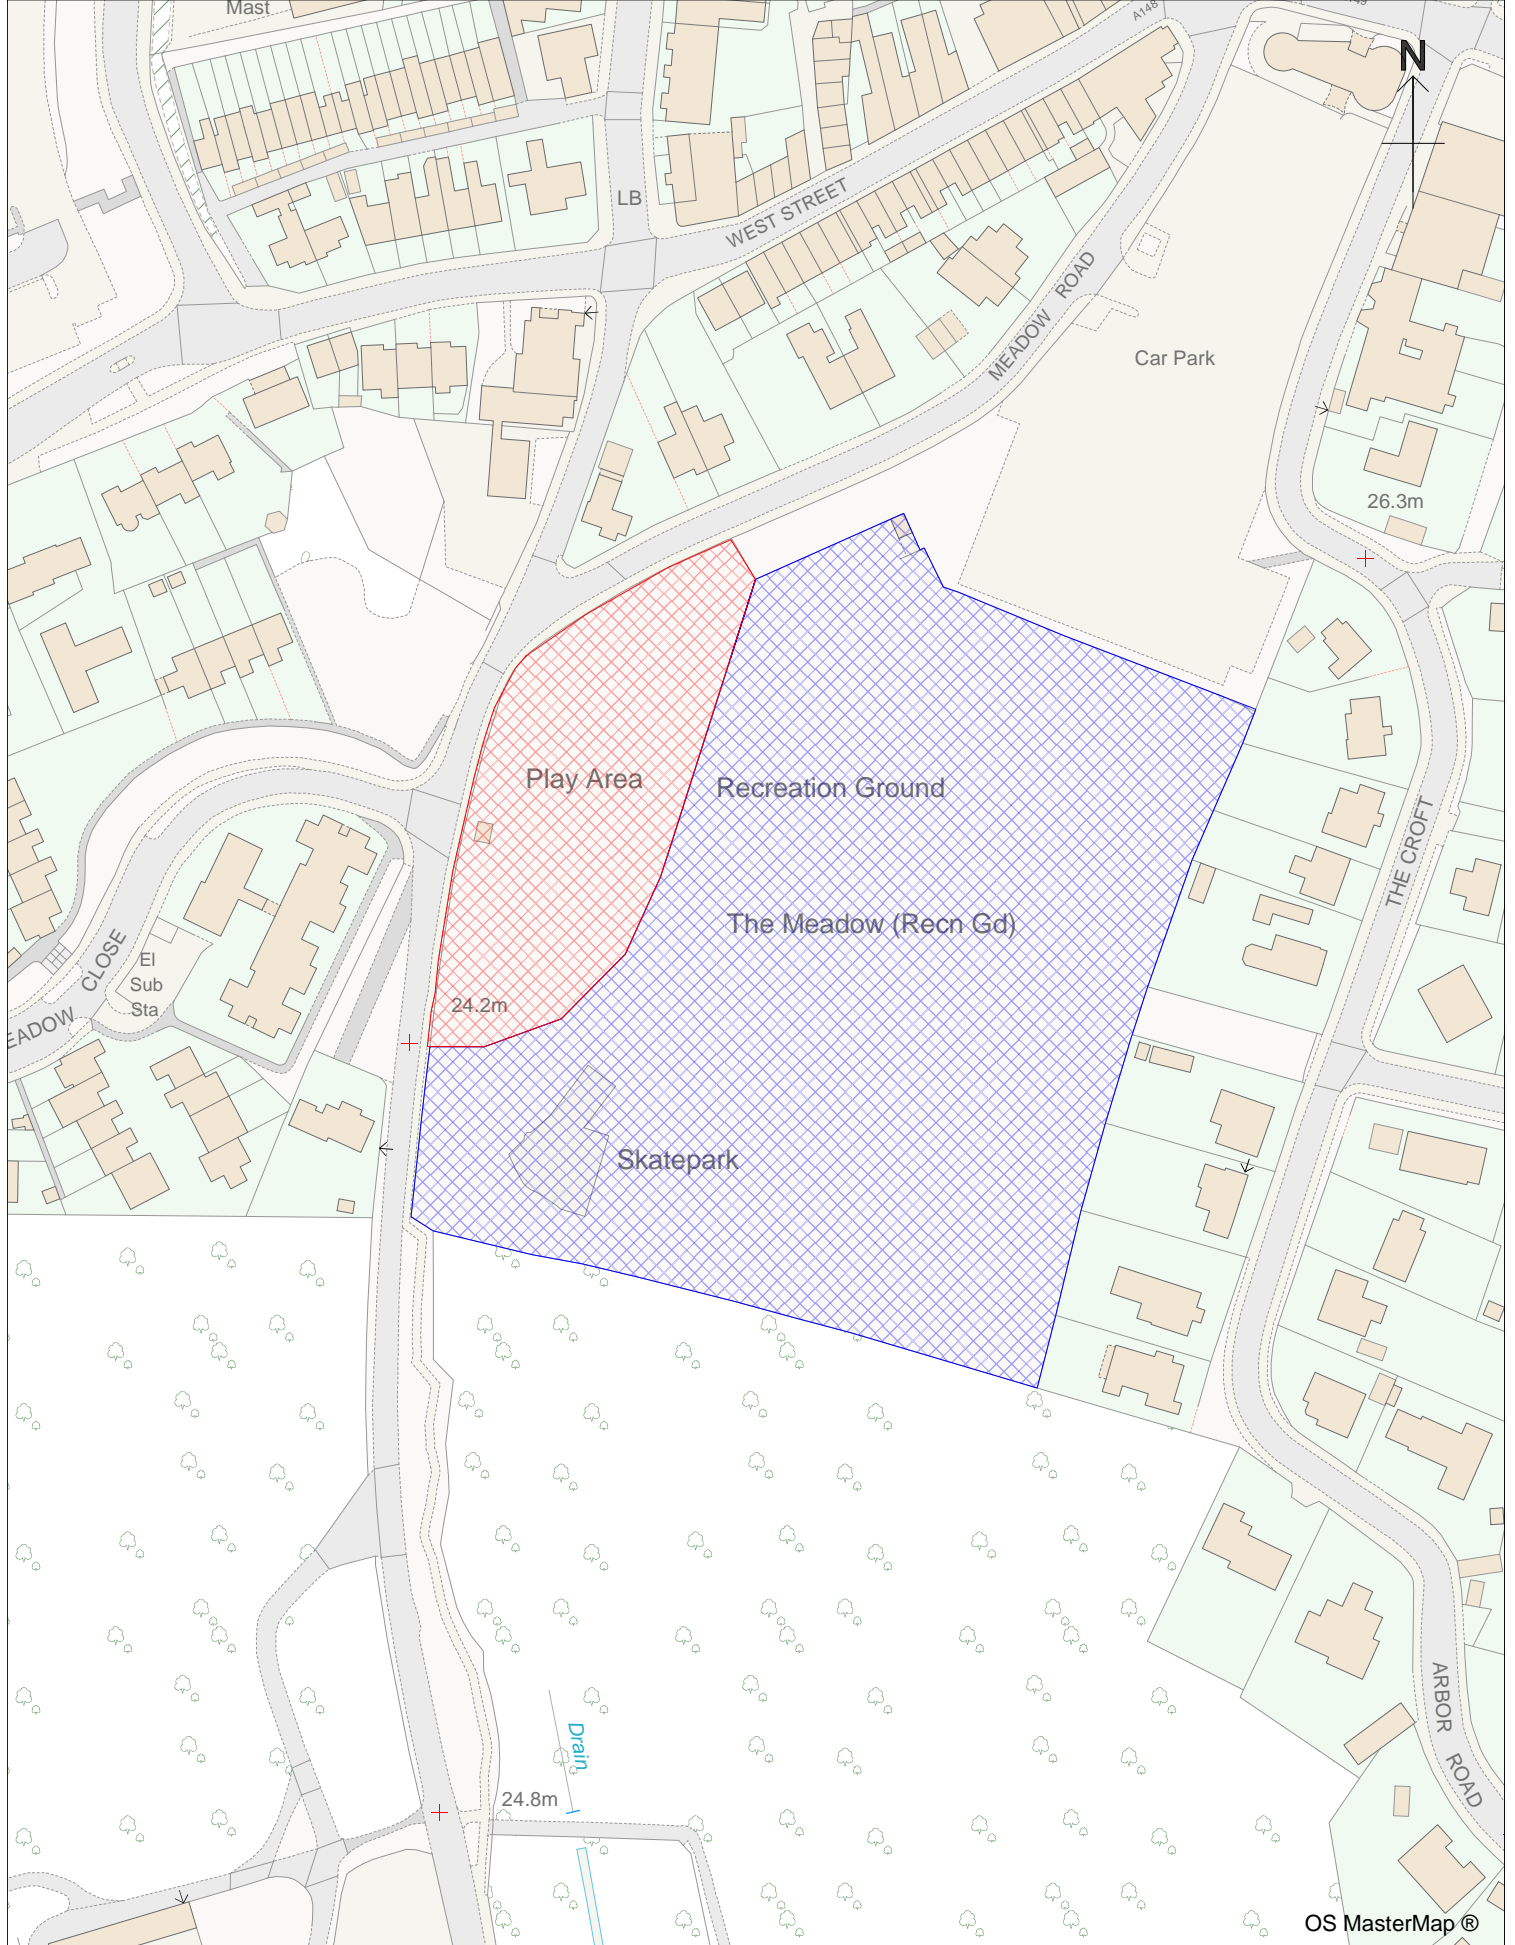 Mast
A148
N
LB
WEST STREET
MEADOW ROAD
Car Park
26.3m
Play Area
Recreation Ground
THE CROFT
The Meadow (Recn Gd)
CLOSE
El
Sub
Sta
24.2m
EADOW
Skatepark
ARBOR ROAD
Drain
24.8m
OS MasterMap ®